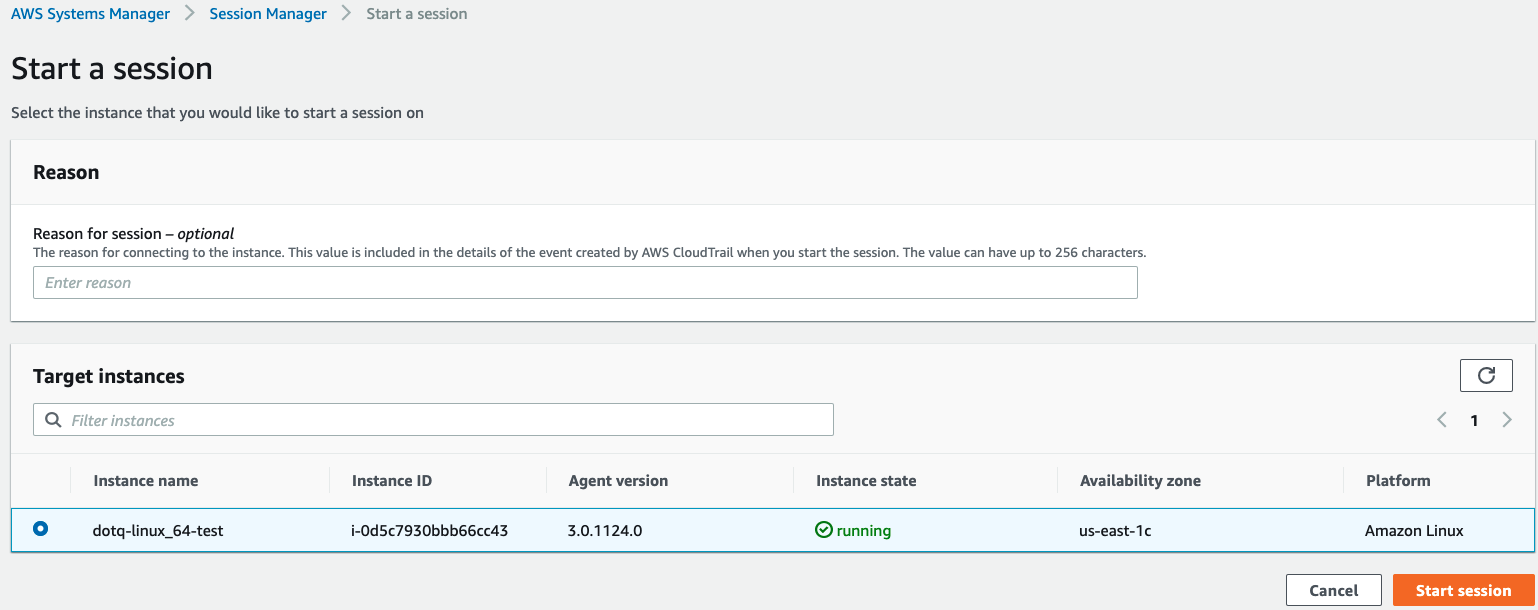 AWS Systems Manager > Session Manager > Start a session
Start a session
Select the instance that you would like to start a session on
Reason
Reason for session – optional
The reason for connecting to the instance. This value is included in the details of the event created by AWS CloudTrail when you start the session. The value can have up to 256 characters.
Enter reason
Target instances
Filter instances
< 1 >
Instance name Instance ID Agent version Instance state Availability zone Platform
dotq-linux_64-test i-0d5c7930bbb66cc43 3.0.1124.0 running us-east-1c Amazon Linux
Cancel Start session